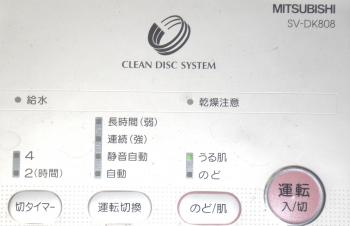 MITSUBISHI
SV-DK808
CLEAN DISC SYSTEM
給水
乾燥注意
長時間(弱)
連続(強)
4
静音自動
うる肌
2(時間)
自動
のど
切タイマー
運転切換
のど/肌
運転
入/切